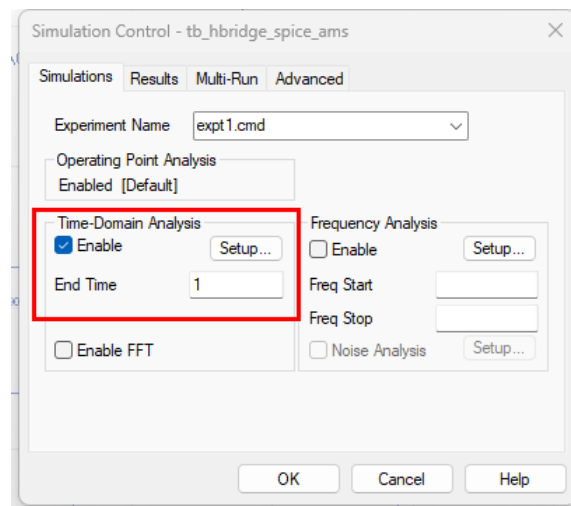 Simulation Control - tb_hbridge_spice_ams
Simulations Results Multi-Run Advanced
Experiment Name expt1.cmd
Operating Point Analysis
Enabled [Default]
Time-Domain Analysis
Enable Setup...
End Time 1
Enable FFT
Frequency Analysis
Enable Setup...
Freq Start
Freq Stop
Noise Analysis Setup...
OK Cancel Help